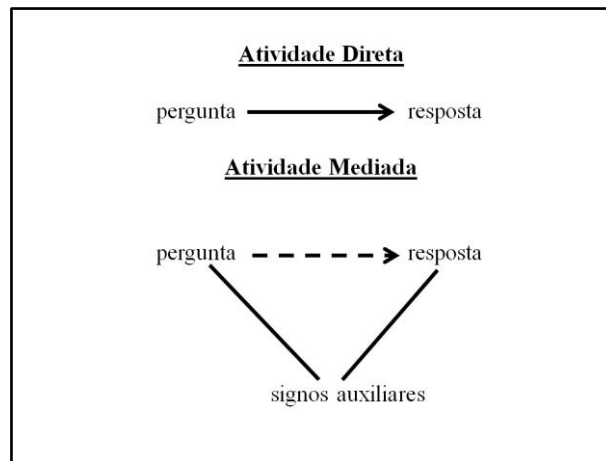 Atividade Direta
pergunta resposta
Atividade Mediada
pergunta resposta
signos auxiliares